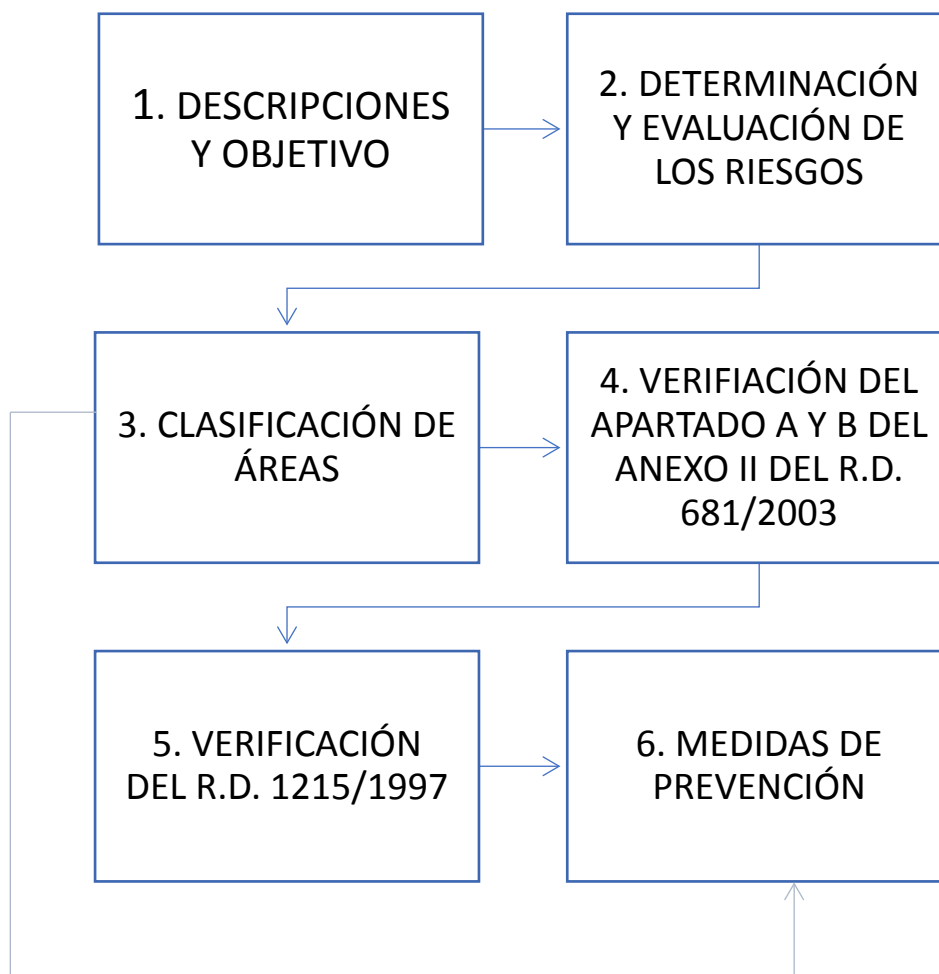 1. DESCRIPCIONES
Y OBJETIVO
2. DETERMINACIÓN
Y EVALUACIÓN DE
LOS RIESGOS
3. CLASIFICACIÓN DE
ÁREAS
4. VERIFIACIÓN DEL
APARTADO A Y B DEL
ANEXO II DEL R.D.
681/2003
5. VERIFICACIÓN
DEL R.D. 1215/1997
6. MEDIDAS DE
PREVENCIÓN